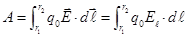 A = ∫_{r₁}^{r₂} q₀E⃗ · dℓ⃗ = ∫_{r₁}^{r₂} q₀E_ℓ · dℓ